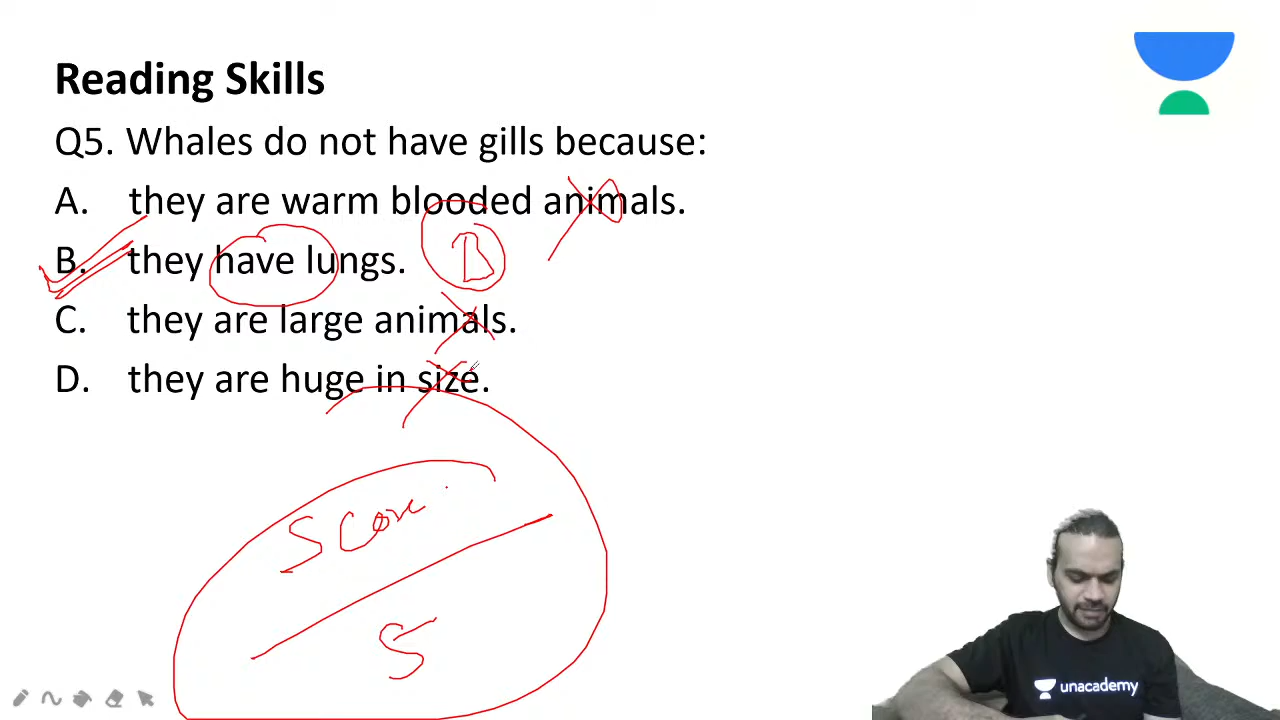 Reading Skills
Q5. Whales do not have gills because:
A. they are warm blooded animals.
B. they have lungs. B
C. they are large animals.
D. they are huge in size.
Score
5
unacademy